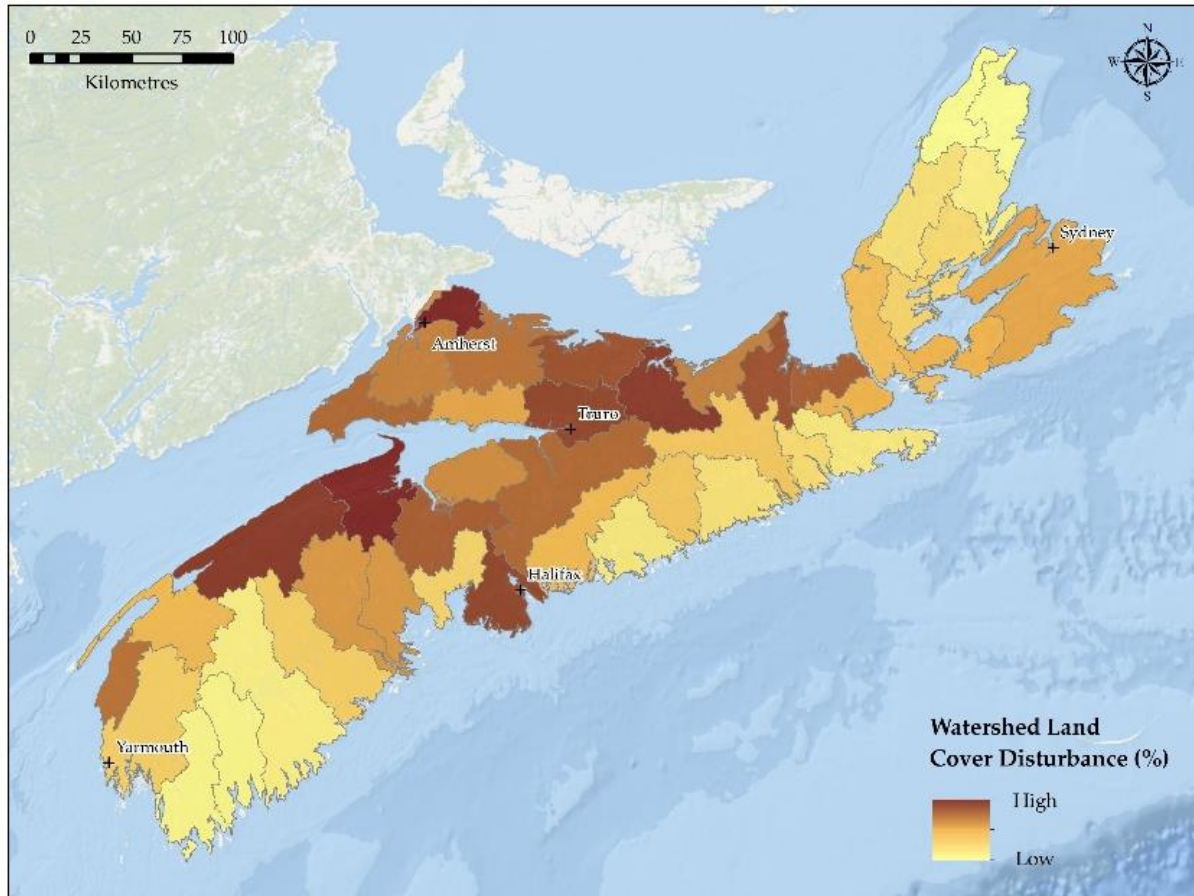 0 25 50 75 100
Kilometres
N
W E
S
Sydney
Amherst
Truro
Halifax
Yarmouth
Watershed Land
Cover Disturbance (%)
High
Low